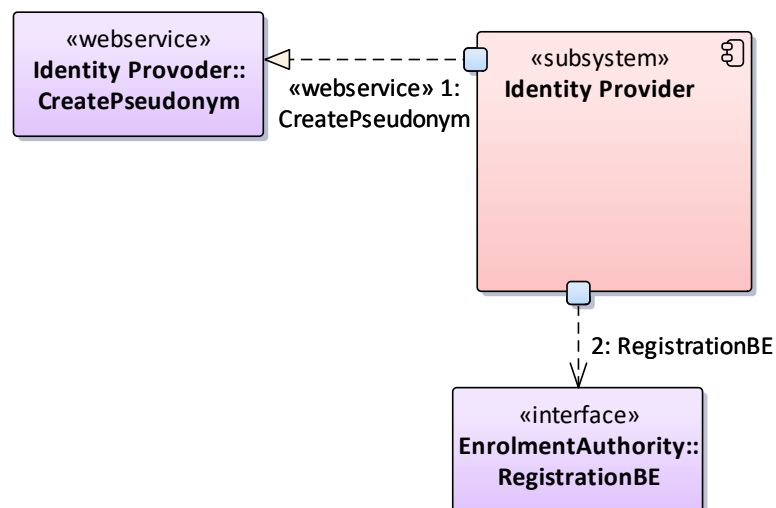 «webservice»
Identity Provoder::
CreatePseudonym
«webservice» 1:
CreatePseudonym
«subsystem»
Identity Provider
2: RegistrationBE
«interface»
EnrolmentAuthority::
RegistrationBE